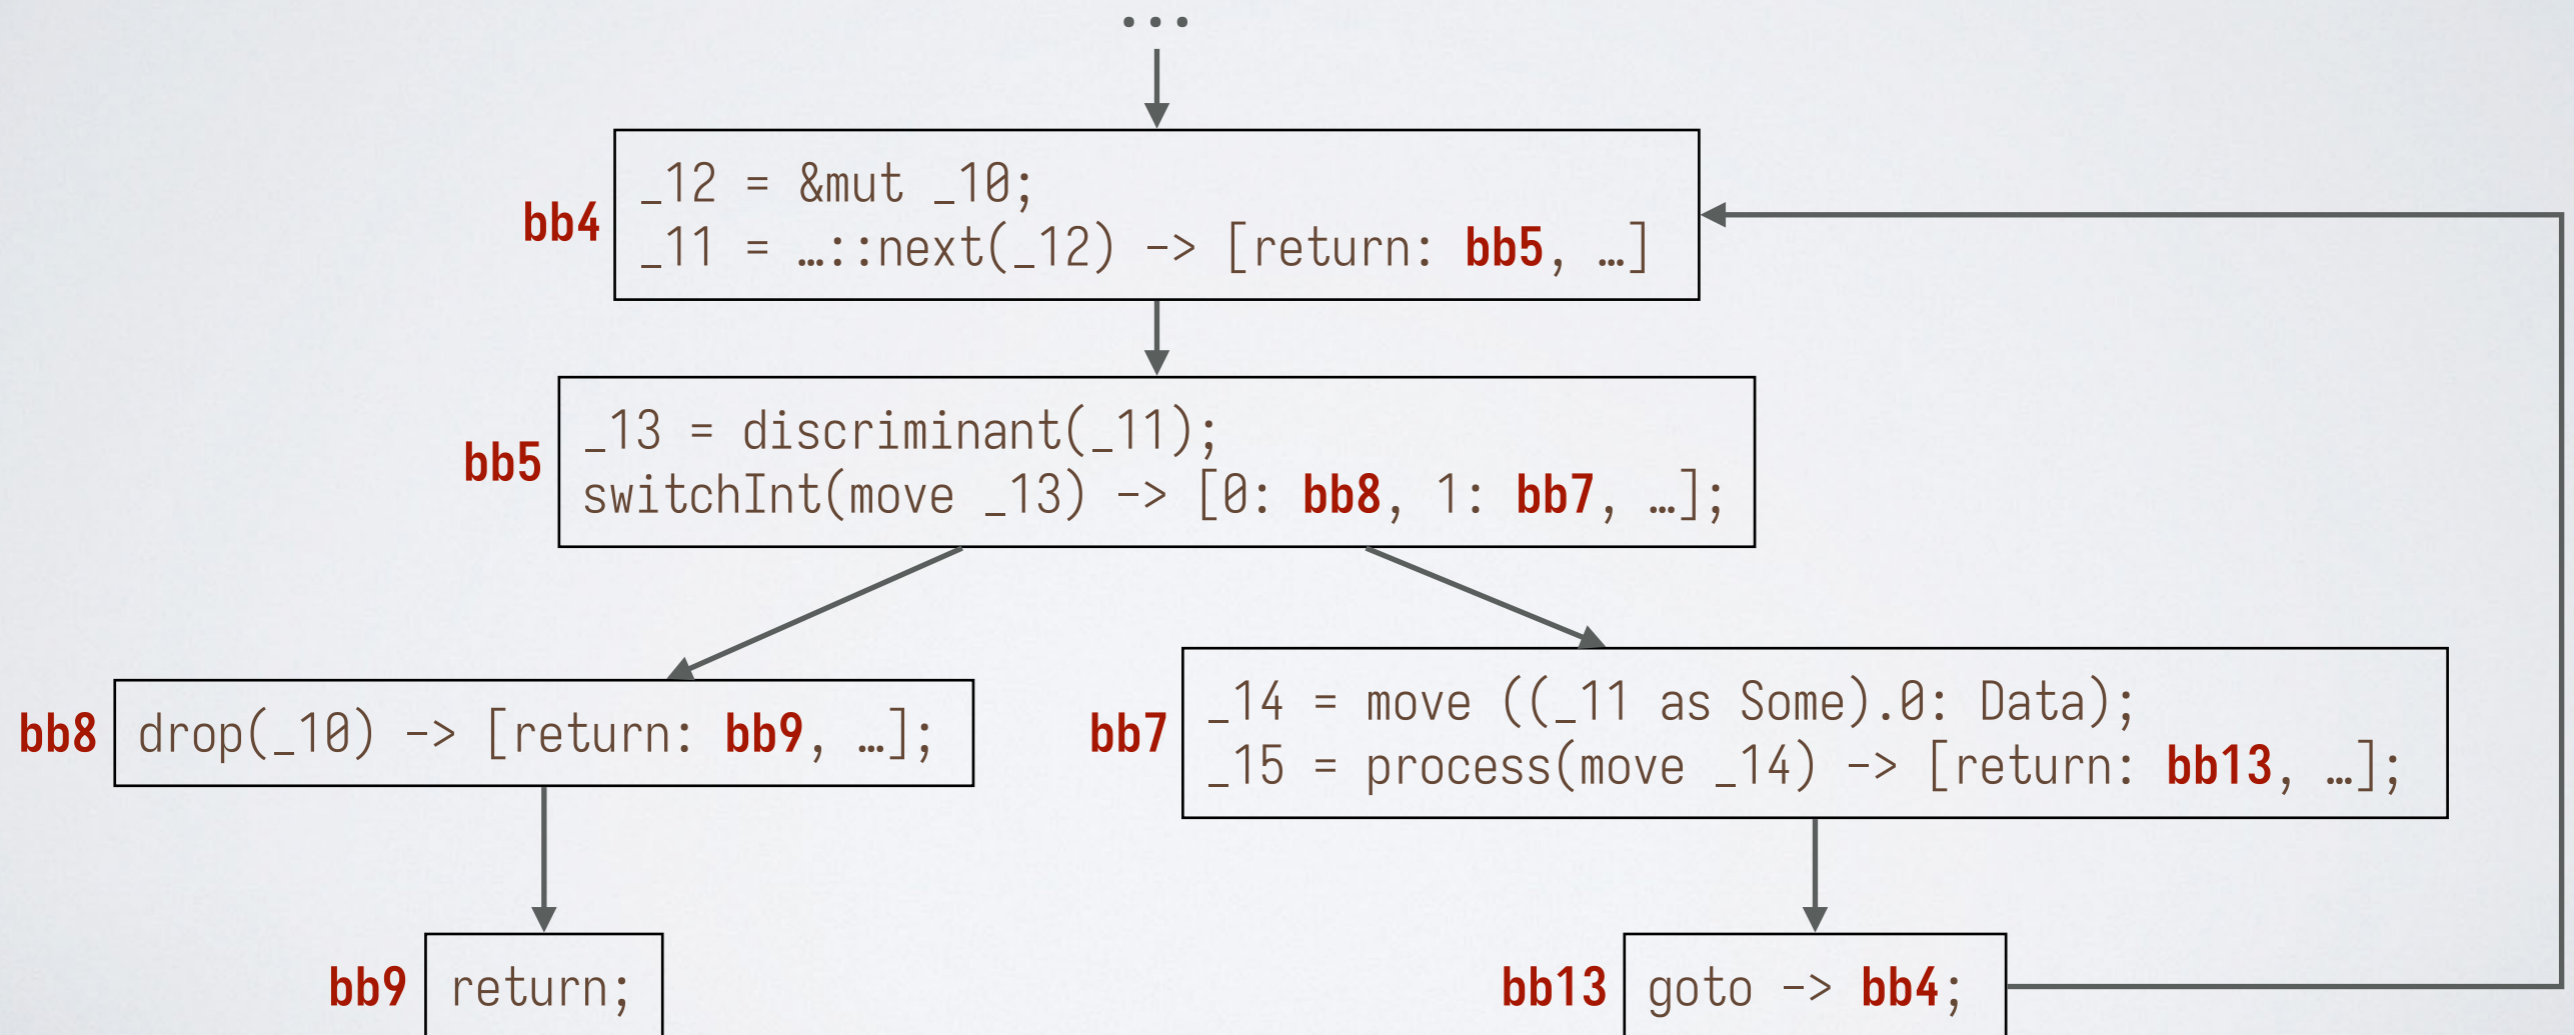 ...
bb4
_12 = &mut _10;
_11 = …::next(_12) -> [return: bb5, …]
bb5
_13 = discriminant(_11);
switchInt(move _13) -> [0: bb8, 1: bb7, …];
bb8
drop(_10) -> [return: bb9, …];
bb7
_14 = move ((_11 as Some).0: Data);
_15 = process(move _14) -> [return: bb13, …];
bb9
return;
bb13
goto -> bb4;